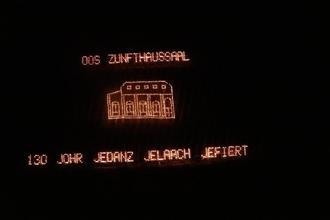 OOS ZUNFTHAUSSAAL
130 JOHR JEDANZ JELAACH JEFIERT